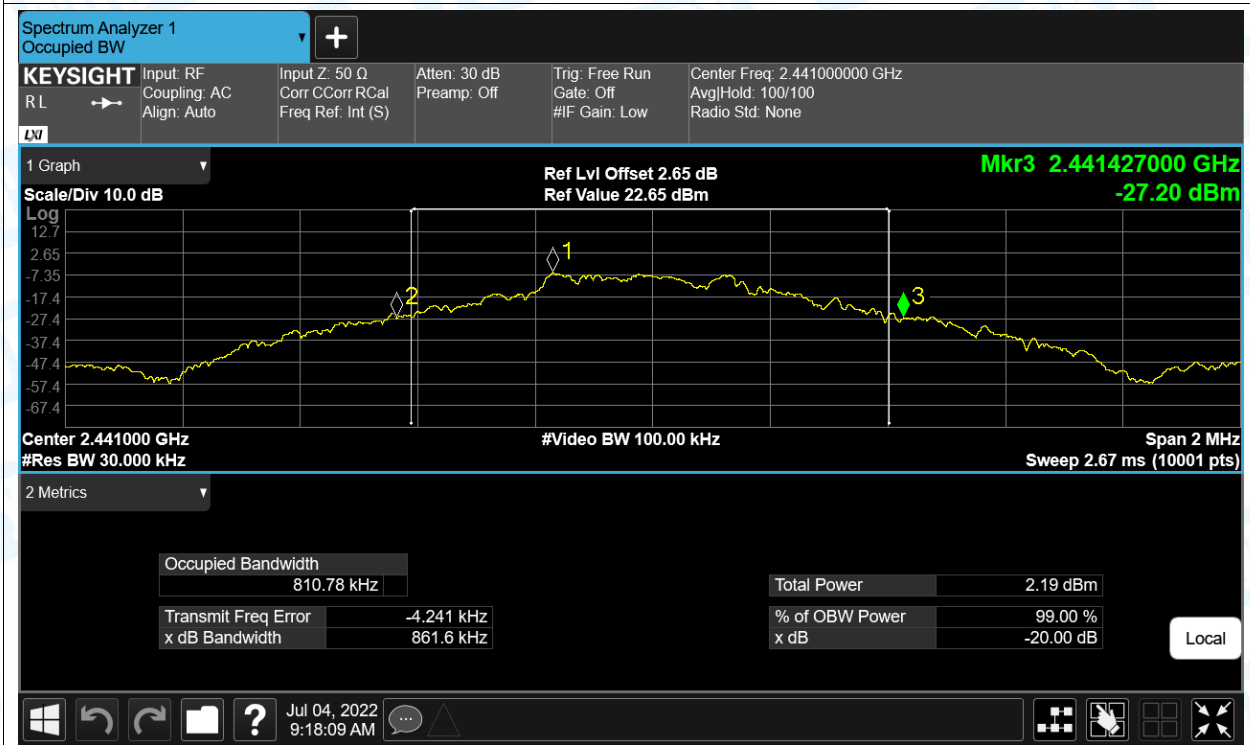 Spectrum Analyzer 1
Occupied BW
+
KEYSIGHT
R L
LXI
Input: RF
Coupling: AC
Align: Auto
Input Z: 50 Ω
Corr CCorr RCal
Freq Ref: Int (S)
Atten: 30 dB
Preamp: Off
Trig: Free Run
Gate: Off
#IF Gain: Low
Center Freq: 2.441000000 GHz
Avg|Hold: 100/100
Radio Std: None
1 Graph
Scale/Div 10.0 dB
Ref Lvl Offset 2.65 dB
Ref Value 22.65 dBm
Mkr3 2.441427000 GHz
-27.20 dBm
Log
12.7
2.65
-7.35
-17.4
-27.4
-37.4
-47.4
-57.4
-67.4
1
2
3
Center 2.441000 GHz
#Res BW 30.000 kHz
#Video BW 100.00 kHz
Span 2 MHz
Sweep 2.67 ms (10001 pts)
2 Metrics
Occupied Bandwidth
810.78 kHz
Transmit Freq Error -4.241 kHz
x dB Bandwidth 861.6 kHz
Total Power 2.19 dBm
% of OBW Power 99.00 %
x dB -20.00 dB
Local
?
Jul 04, 2022
9:18:09 AM